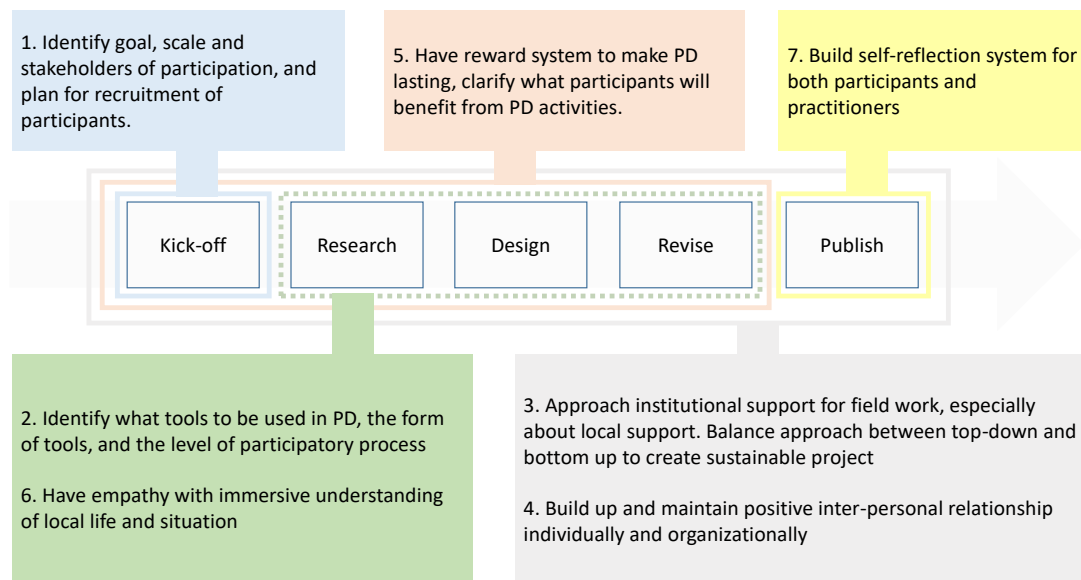 1. Identify goal, scale and
stakeholders of participation, and
plan for recruitment of
participants.
5. Have reward system to make PD
lasting, clarify what participants will
benefit from PD activities.
7. Build self-reflection system for
both participants and
practitioners
Kick-off
Research
Design
Revise
Publish
2. Identify what tools to be used in PD, the form
of tools, and the level of participatory process
6. Have empathy with immersive understanding
of local life and situation
3. Approach institutional support for field work, especially
about local support. Balance approach between top-down and
bottom up to create sustainable project
4. Build up and maintain positive inter-personal relationship
individually and organizationally